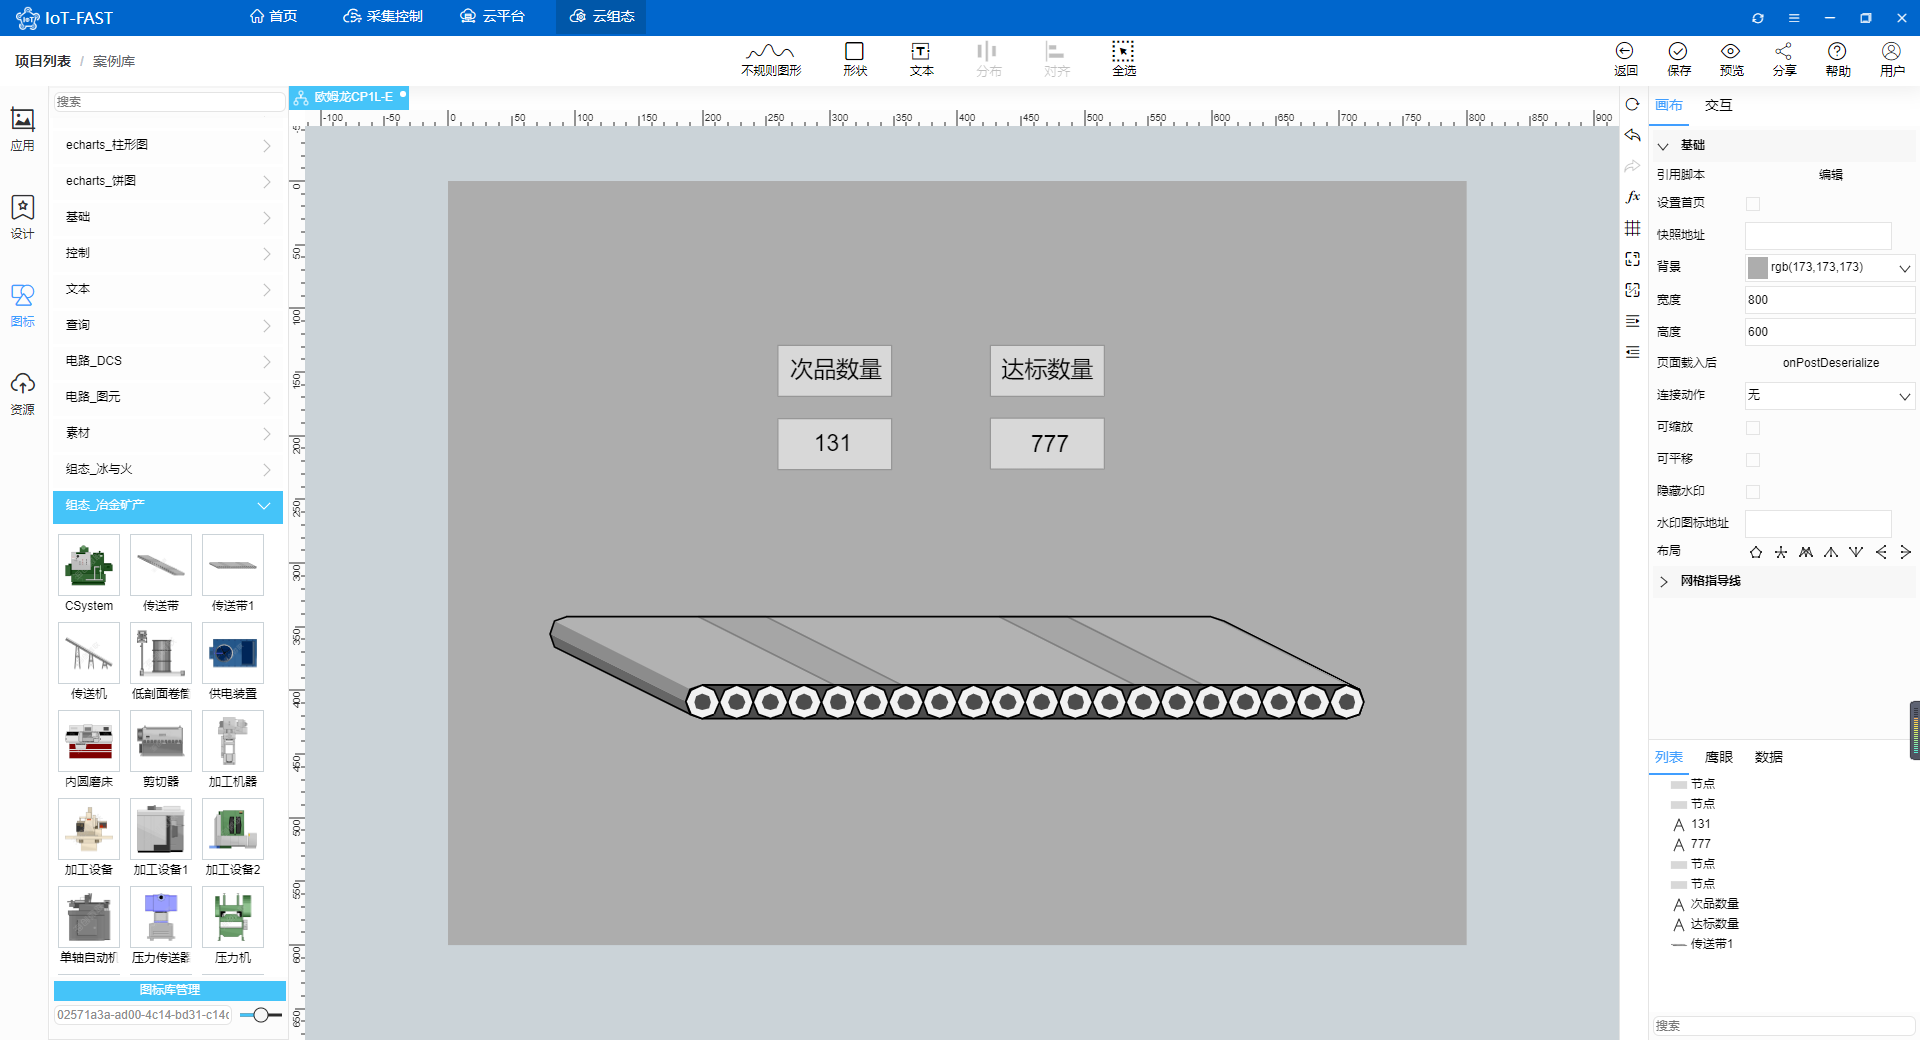 IoT-FAST
首页
采集控制
云平台
云组态
项目列表 / 案例库
不规则图形
形状
文本
分布
对齐
全选
返回
保存
预览
分享
帮助
用户
应用
设计
图标
资源
搜索
echarts_柱形图
echarts_饼图
基础
控制
文本
查询
电路_DCS
电路_图元
素材
组态_冰与火
组态_冶金矿产
CSystem
传送带
传送带1
传送机
低剖面卷筒
供电装置
内圆磨床
剪切器
加工机器
加工设备
加工设备1
加工设备2
单轴自动机
压力传送器
压力机
图标库管理
02571a3a-ad00-4c14-bd31-c14c
欧姆龙CP1L-E
-100 -50 0 50 100 150 200 250 300 350 400 450 500 550 600 650 700 750 800 850 900
0
50
100
150
200
250
300
350
400
450
500
550
600
650
次品数量
达标数量
131
777
fx
画布
交互
基础
引用脚本
编辑
设置首页
快照地址
背景
rgb(173,173,173)
宽度
800
高度
600
页面载入后
onPostDeserialize
连接动作
无
可缩放
可平移
隐藏水印
水印图标地址
布局
网格指导线
列表
鹰眼
数据
节点
节点
131
777
节点
节点
次品数量
达标数量
传送带1
搜索